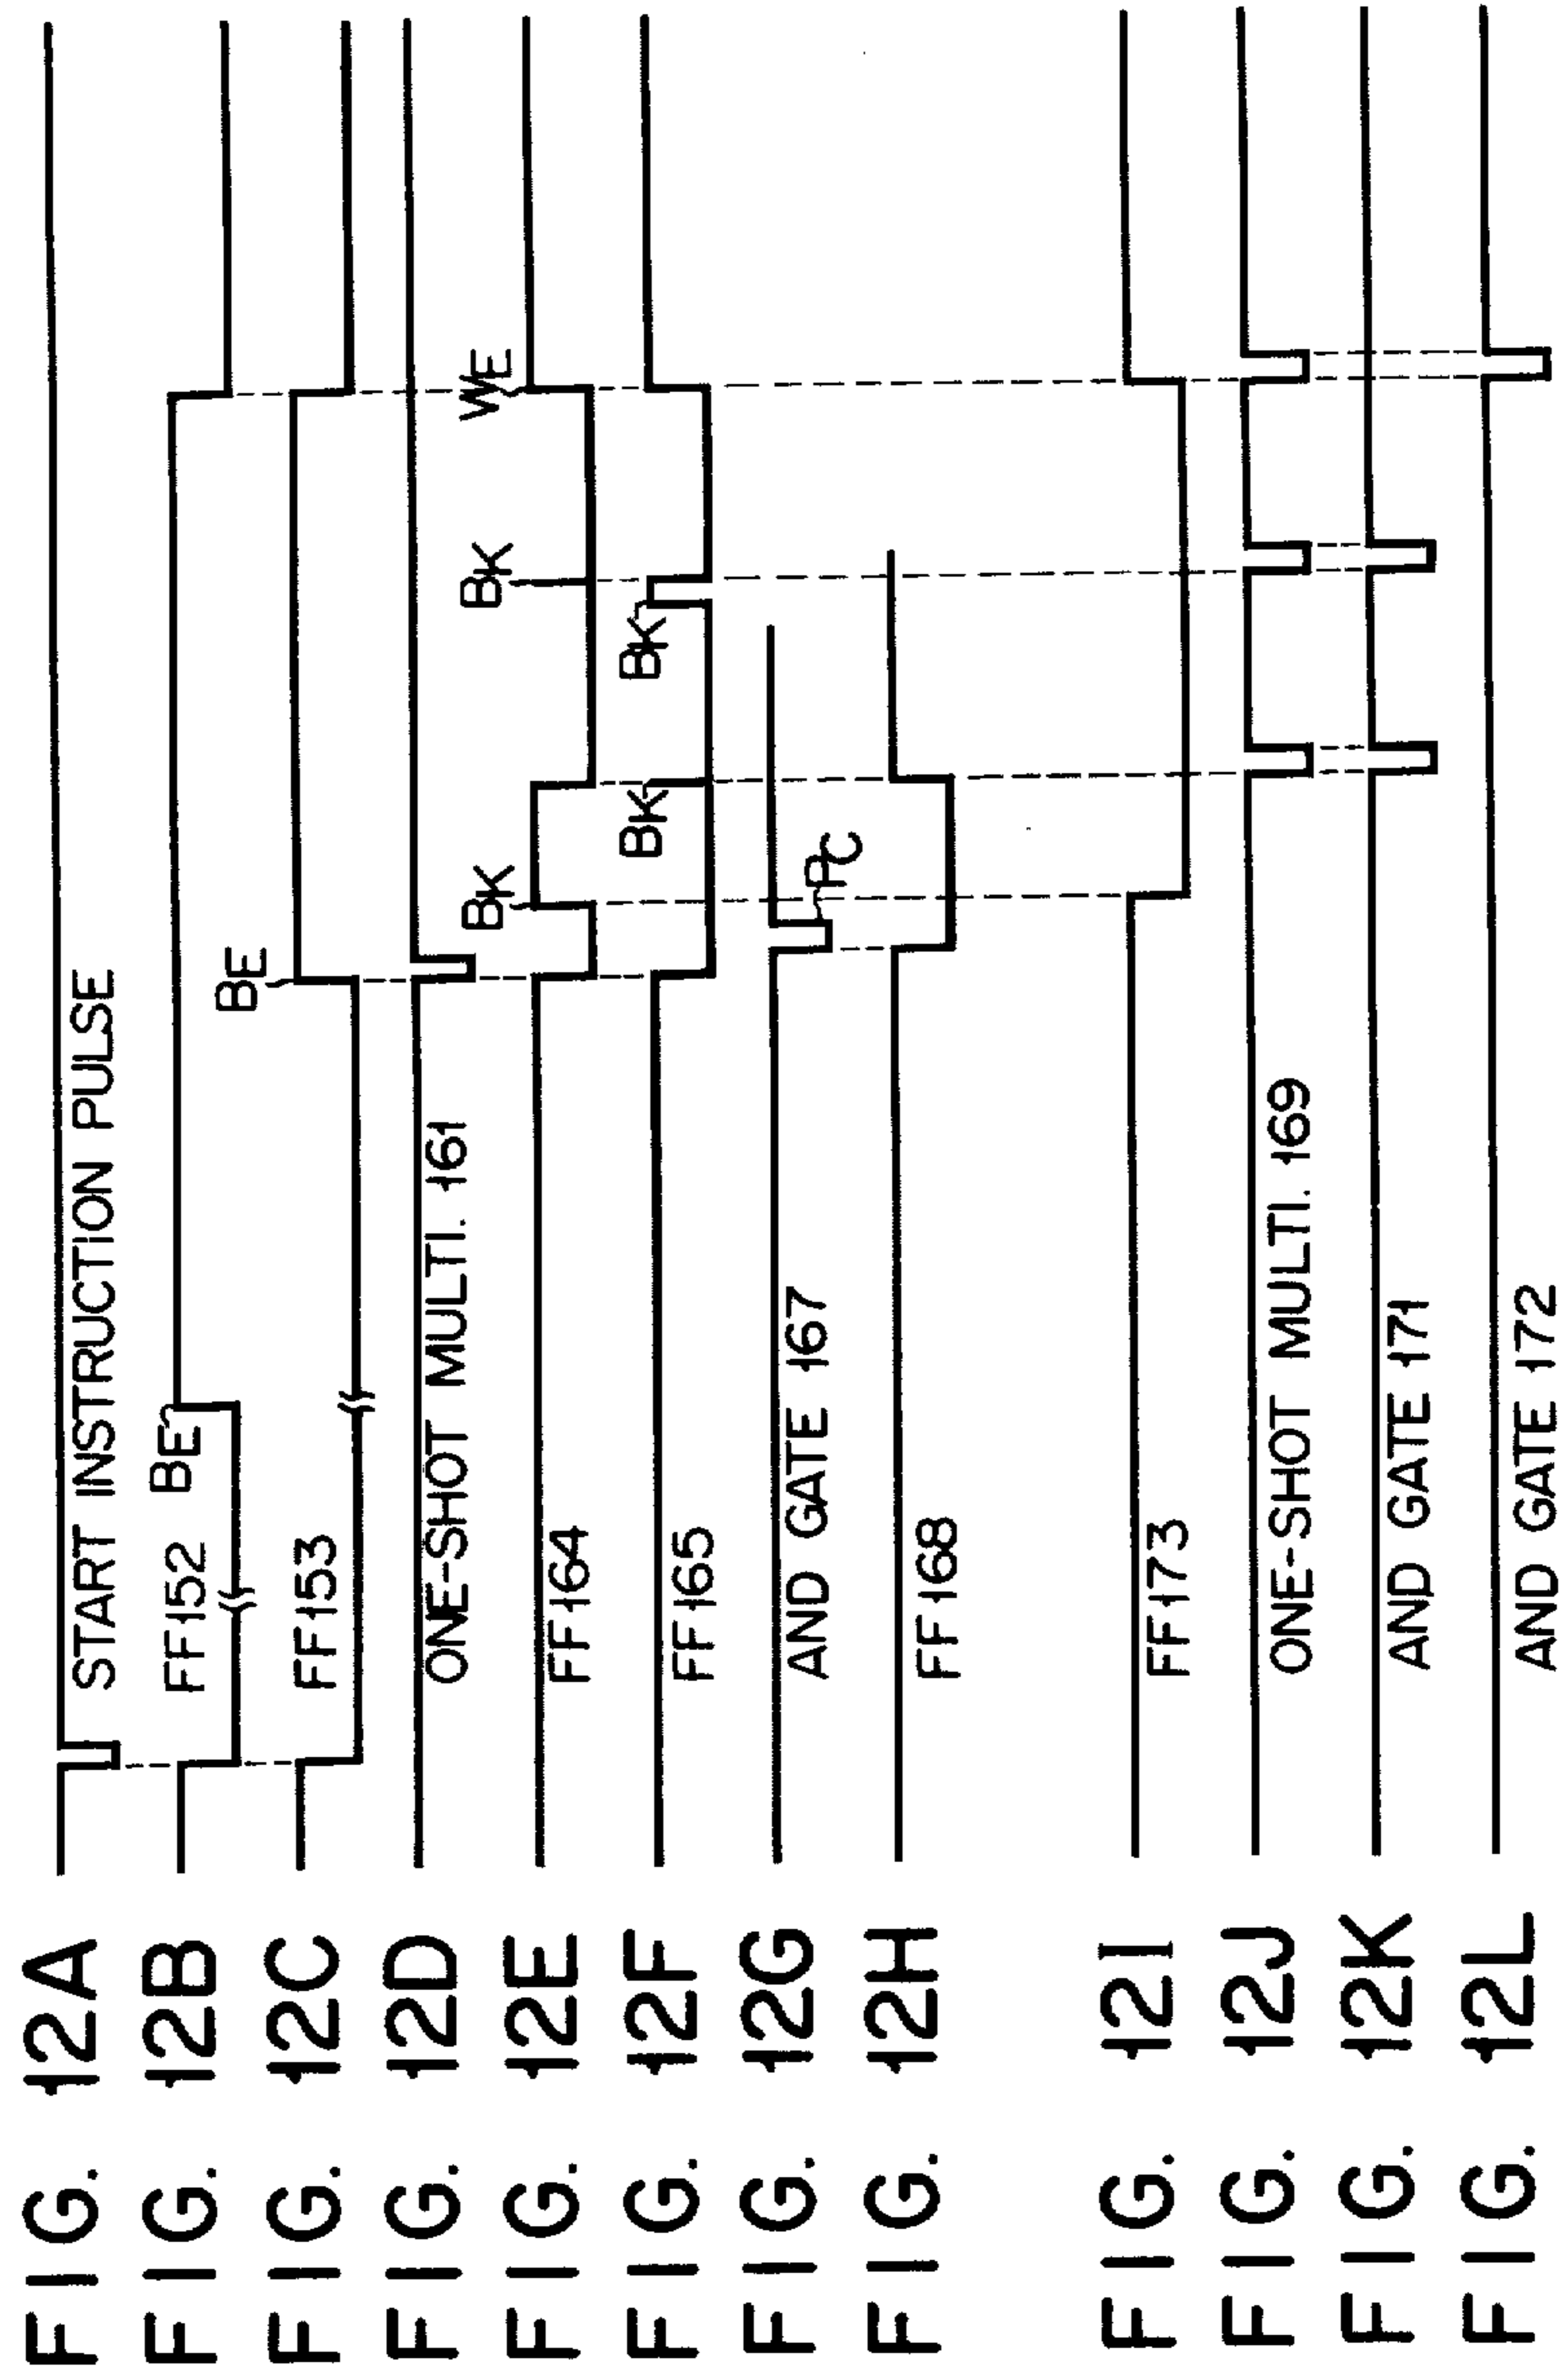 FIG. 12A
START INSTRUCTION PULSE
FIG. 12B
FF152
BE
FIG. 12C
FF153
BE
FIG. 12D
ONE-SHOT MULTI. 161
FIG. 12E
FF164
BK
BK
WE
FIG. 12F
FF165
BK
BK
FIG. 12G
AND GATE 167
PC
FIG. 12H
FF168
FIG. 12I
FF173
FIG. 12J
ONE-SHOT MULTI. 169
FIG. 12K
AND GATE 171
FIG. 12L
AND GATE 172